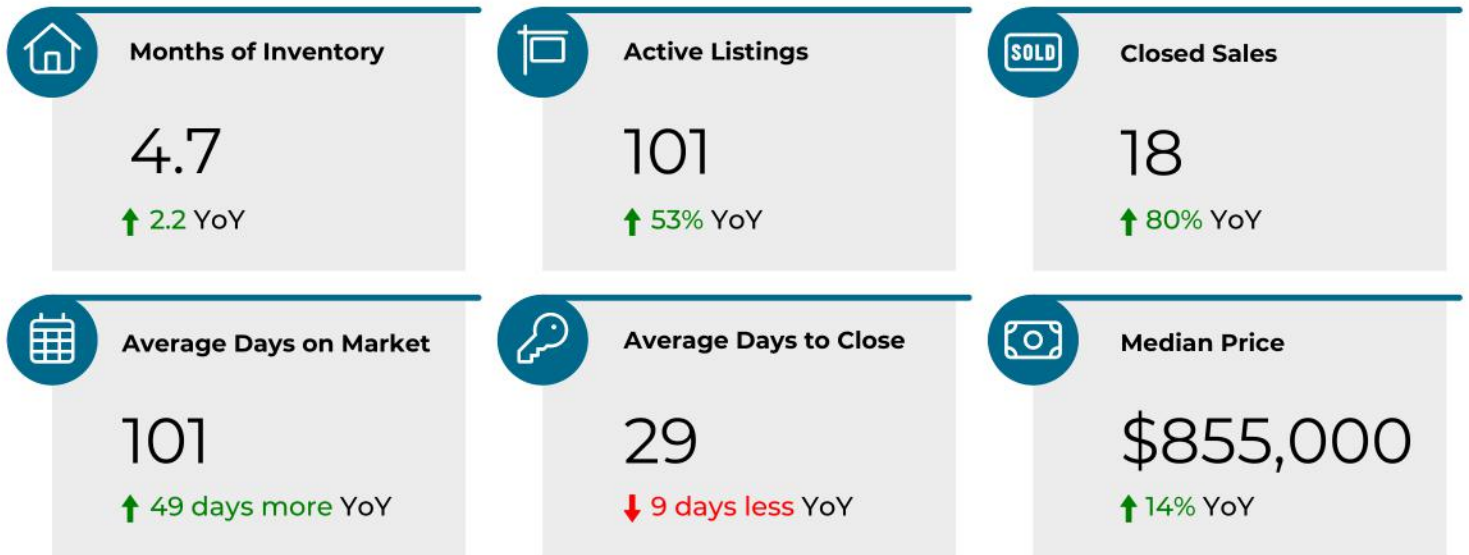 Months of Inventory
4.7
↑ 2.2 YoY
Active Listings
101
↑ 53% YoY
SOLD
Closed Sales
18
↑ 80% YoY
Average Days on Market
101
↑ 49 days more YoY
Average Days to Close
29
↓ 9 days less YoY
Median Price
$855,000
↑ 14% YoY